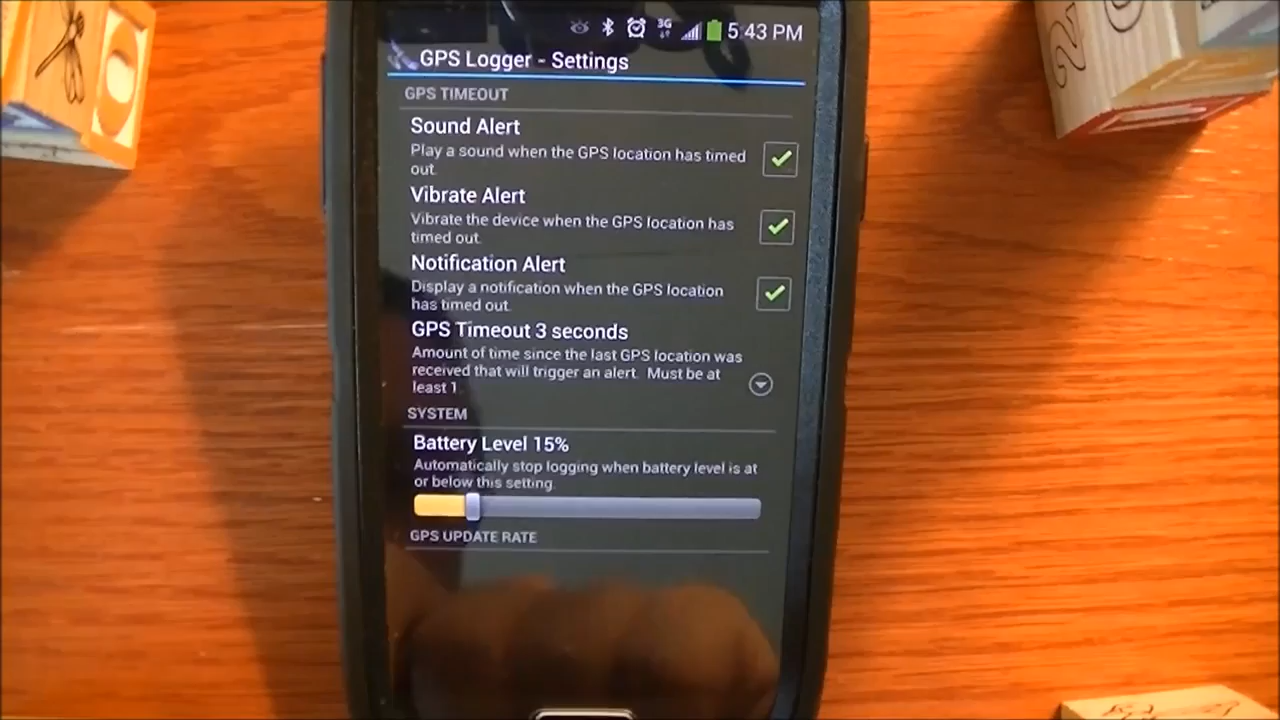 3G
5:43 PM
GPS Logger - Settings
GPS TIMEOUT
Sound Alert
Play a sound when the GPS location has timed
out.
Vibrate Alert
Vibrate the device when the GPS location has
timed out.
Notification Alert
Display a notification when the GPS location
has timed out.
GPS Timeout 3 seconds
Amount of time since the last GPS location was
received that will trigger an alert. Must be at
least 1.
SYSTEM
Battery Level 15%
Automatically stop logging when battery level is at
or below this setting.
GPS UPDATE RATE